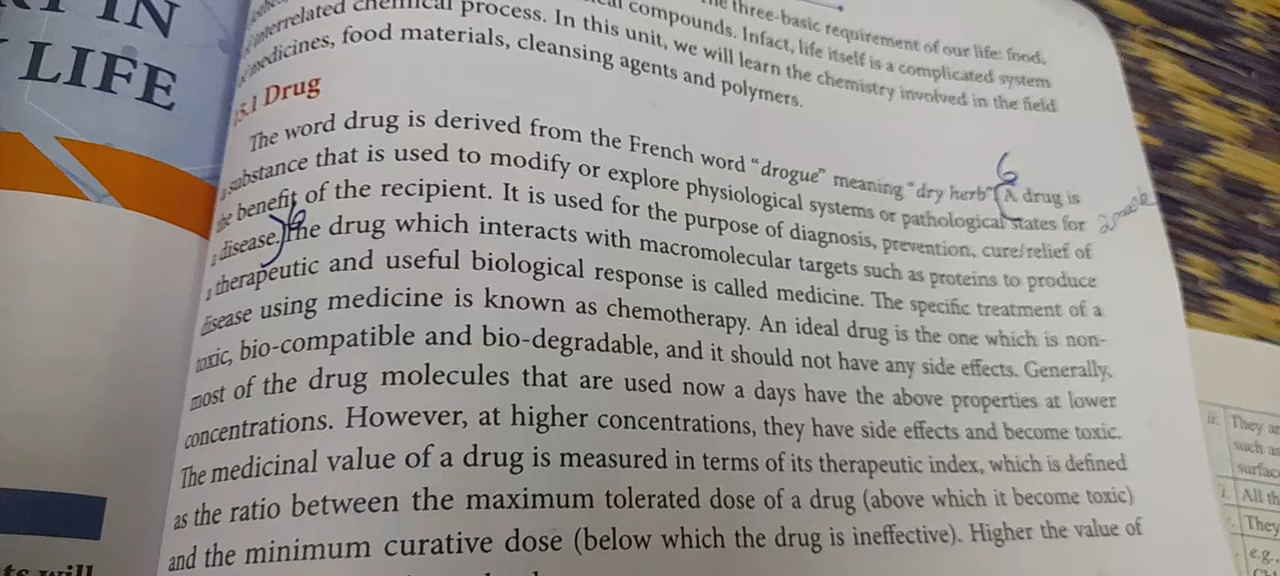 IN
LIFE
The three-basic requirement of our life: food,
compounds. Infact, life itself is a complicated system
interrelated chemical process. In this unit, we will learn the chemistry involved in the field
medicines, food materials, cleansing agents and polymers.
15.1 Drug
The word drug is derived from the French word “drogue” meaning “dry herb” A drug is
a substance that is used to modify or explore physiological systems or pathological states for
the benefit of the recipient. It is used for the purpose of diagnosis, prevention, cure/relief of
a disease. The drug which interacts with macromolecular targets such as proteins to produce
a therapeutic and useful biological response is called medicine. The specific treatment of a
disease using medicine is known as chemotherapy. An ideal drug is the one which is non-
toxic, bio-compatible and bio-degradable, and it should not have any side effects. Generally,
most of the drug molecules that are used now a days have the above properties at lower
concentrations. However, at higher concentrations, they have side effects and become toxic.
The medicinal value of a drug is measured in terms of its therapeutic index, which is defined
as the ratio between the maximum tolerated dose of a drug (above which it become toxic)
and the minimum curative dose (below which the drug is ineffective). Higher the value of
will
ii. They
such
i. All
They
e.g.,